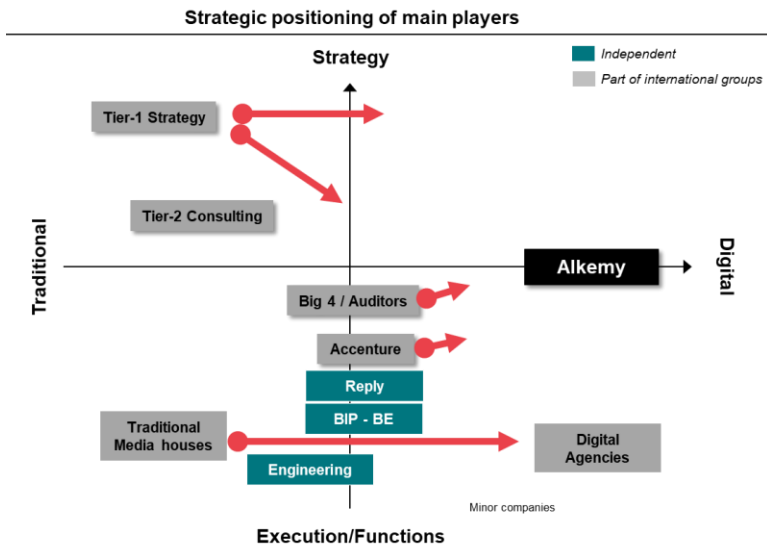 Strategic positioning of main players
Independent
Part of international groups
Strategy
Tier-1 Strategy
Tier-2 Consulting
Traditional
Digital
Alkemy
Big 4 / Auditors
Accenture
Reply
BIP - BE
Traditional
Media houses
Digital
Agencies
Engineering
Minor companies
Execution/Functions